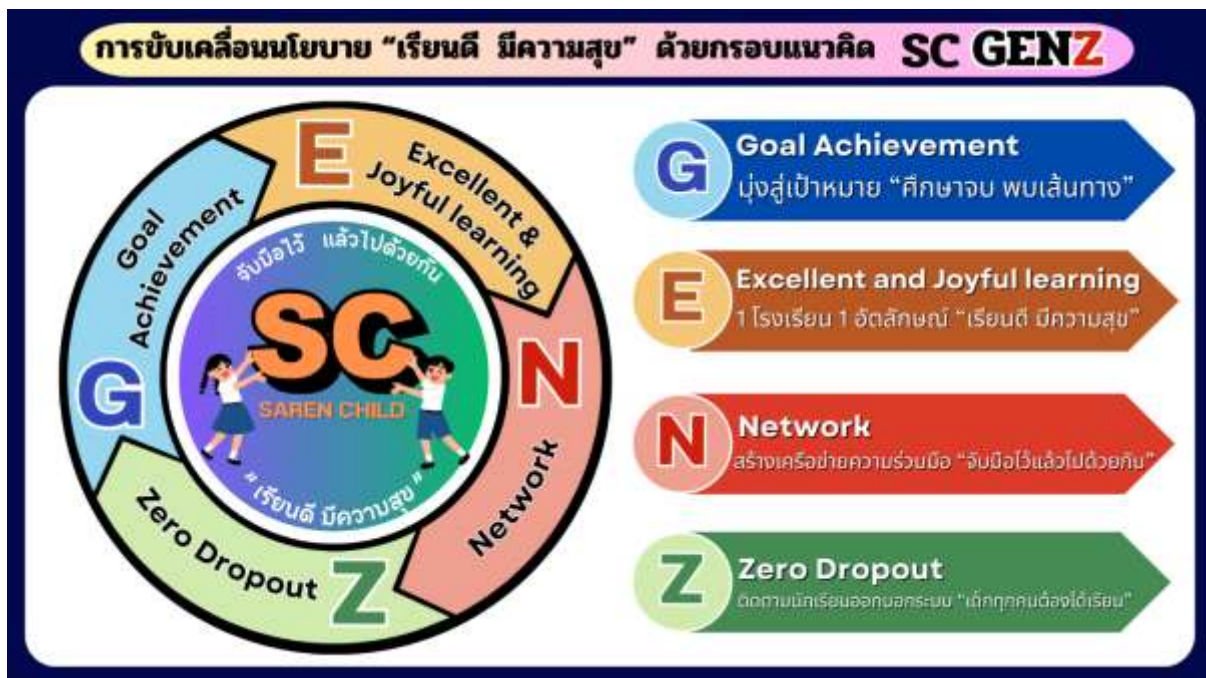 การขับเคลื่อนนโยบาย “เรียนดี มีความสุข” ด้วยกรอบแนวคิด SC GENZ
G
Goal
Achievement
E
Excellent &
Joyful learning
N
Network
Z
Zero Dropout
จับมือไว้ แล้วไปด้วยกัน
SC
SAREN CHILD
“เรียนดี มีความสุข”
G
Goal Achievement
มุ่งสู่เป้าหมาย “ศึกษาจบ พบเส้นทาง”
E
Excellent and Joyful learning
1 โรงเรียน 1 อัตลักษณ์ “เรียนดี มีความสุข”
N
Network
สร้างเครือข่ายความร่วมมือ “จับมือไว้แล้วไปด้วยกัน”
Z
Zero Dropout
ติดตามนักเรียนออกนอกระบบ “เด็กทุกคนต้องได้เรียน”